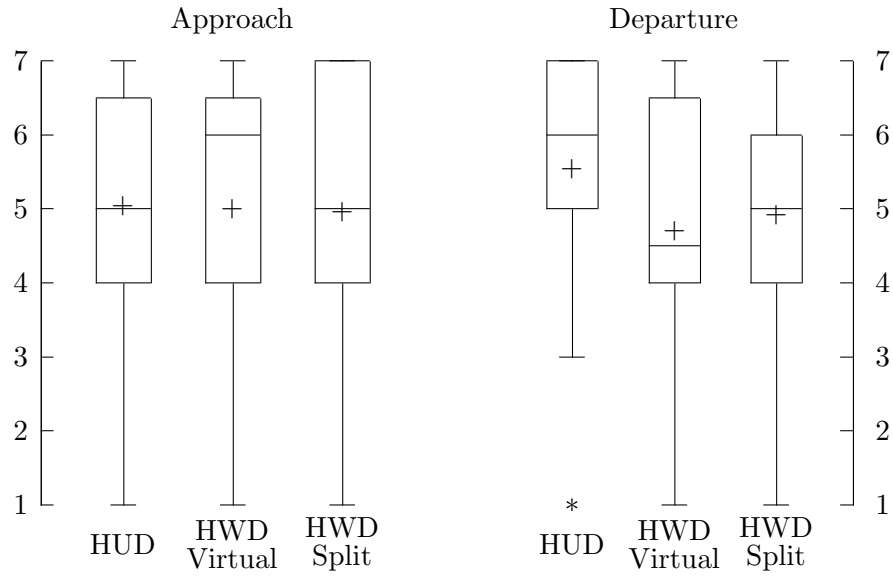 Approach
Departure
7
6
5
4
3
2
1
7
6
5
4
3
2
1
*
HUD
HWD
Virtual
HWD
Split
HUD
HWD
Virtual
HWD
Split